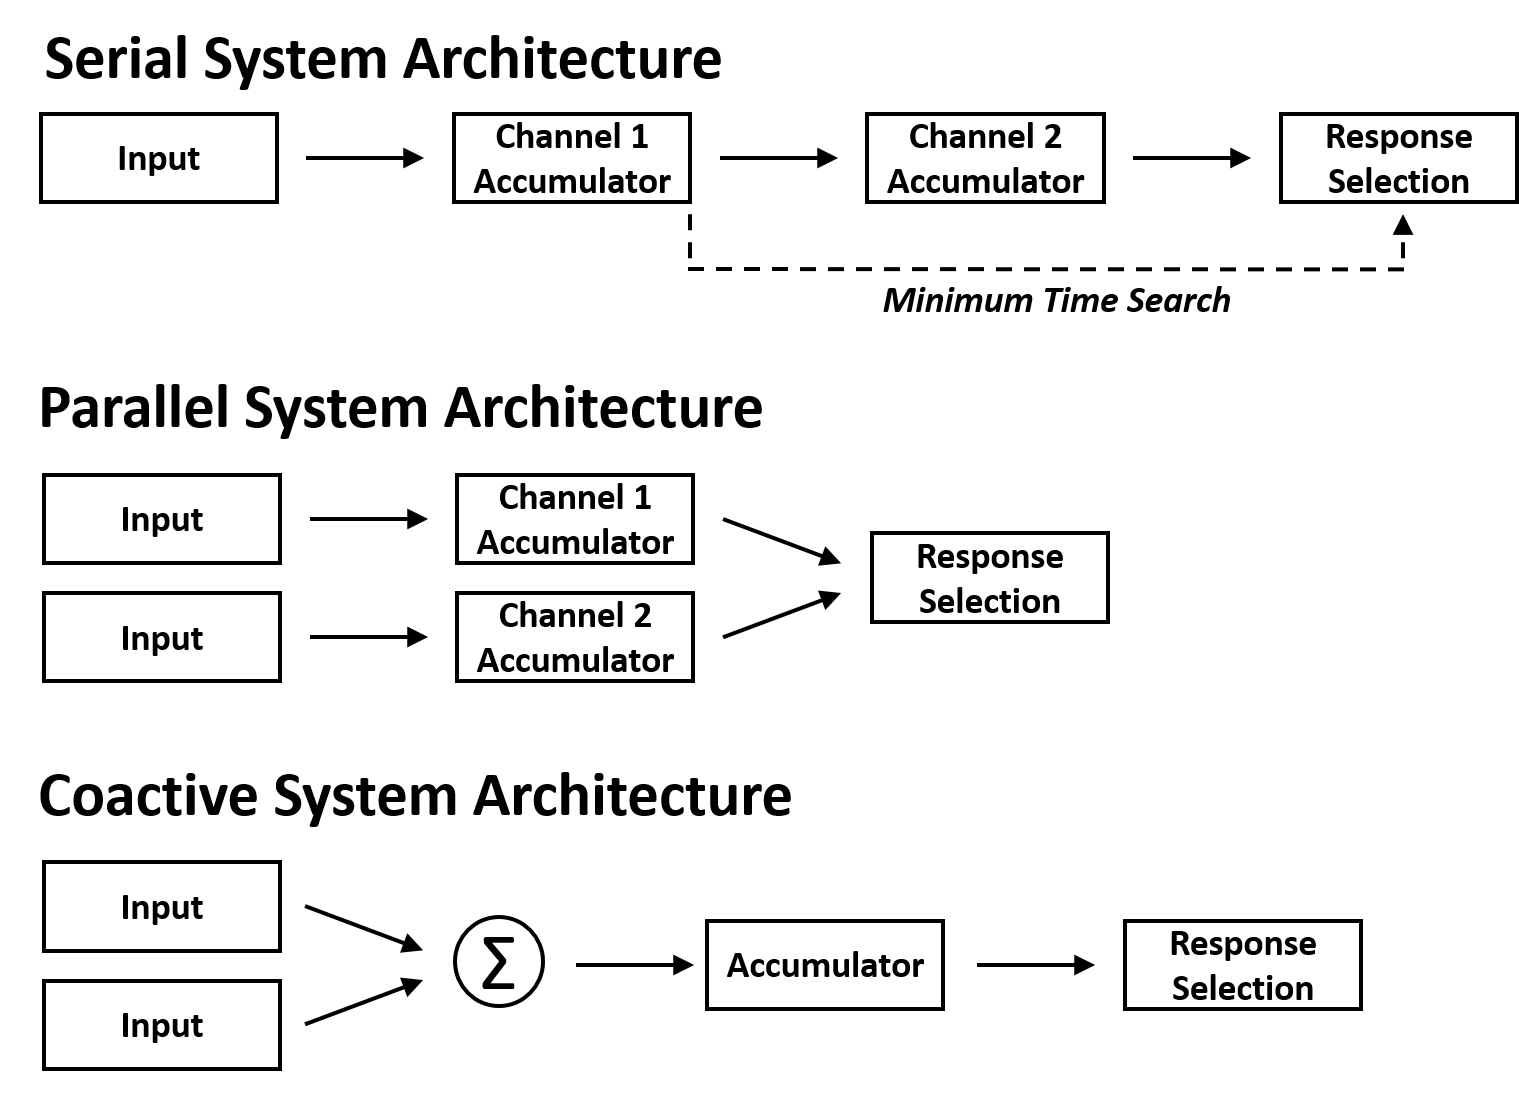 Serial System Architecture
Input
Channel 1
Accumulator
Channel 2
Accumulator
Response
Selection
Minimum Time Search
Parallel System Architecture
Input
Channel 1
Accumulator
Input
Channel 2
Accumulator
Response
Selection
Coactive System Architecture
Input
Input
Σ
Accumulator
Response
Selection